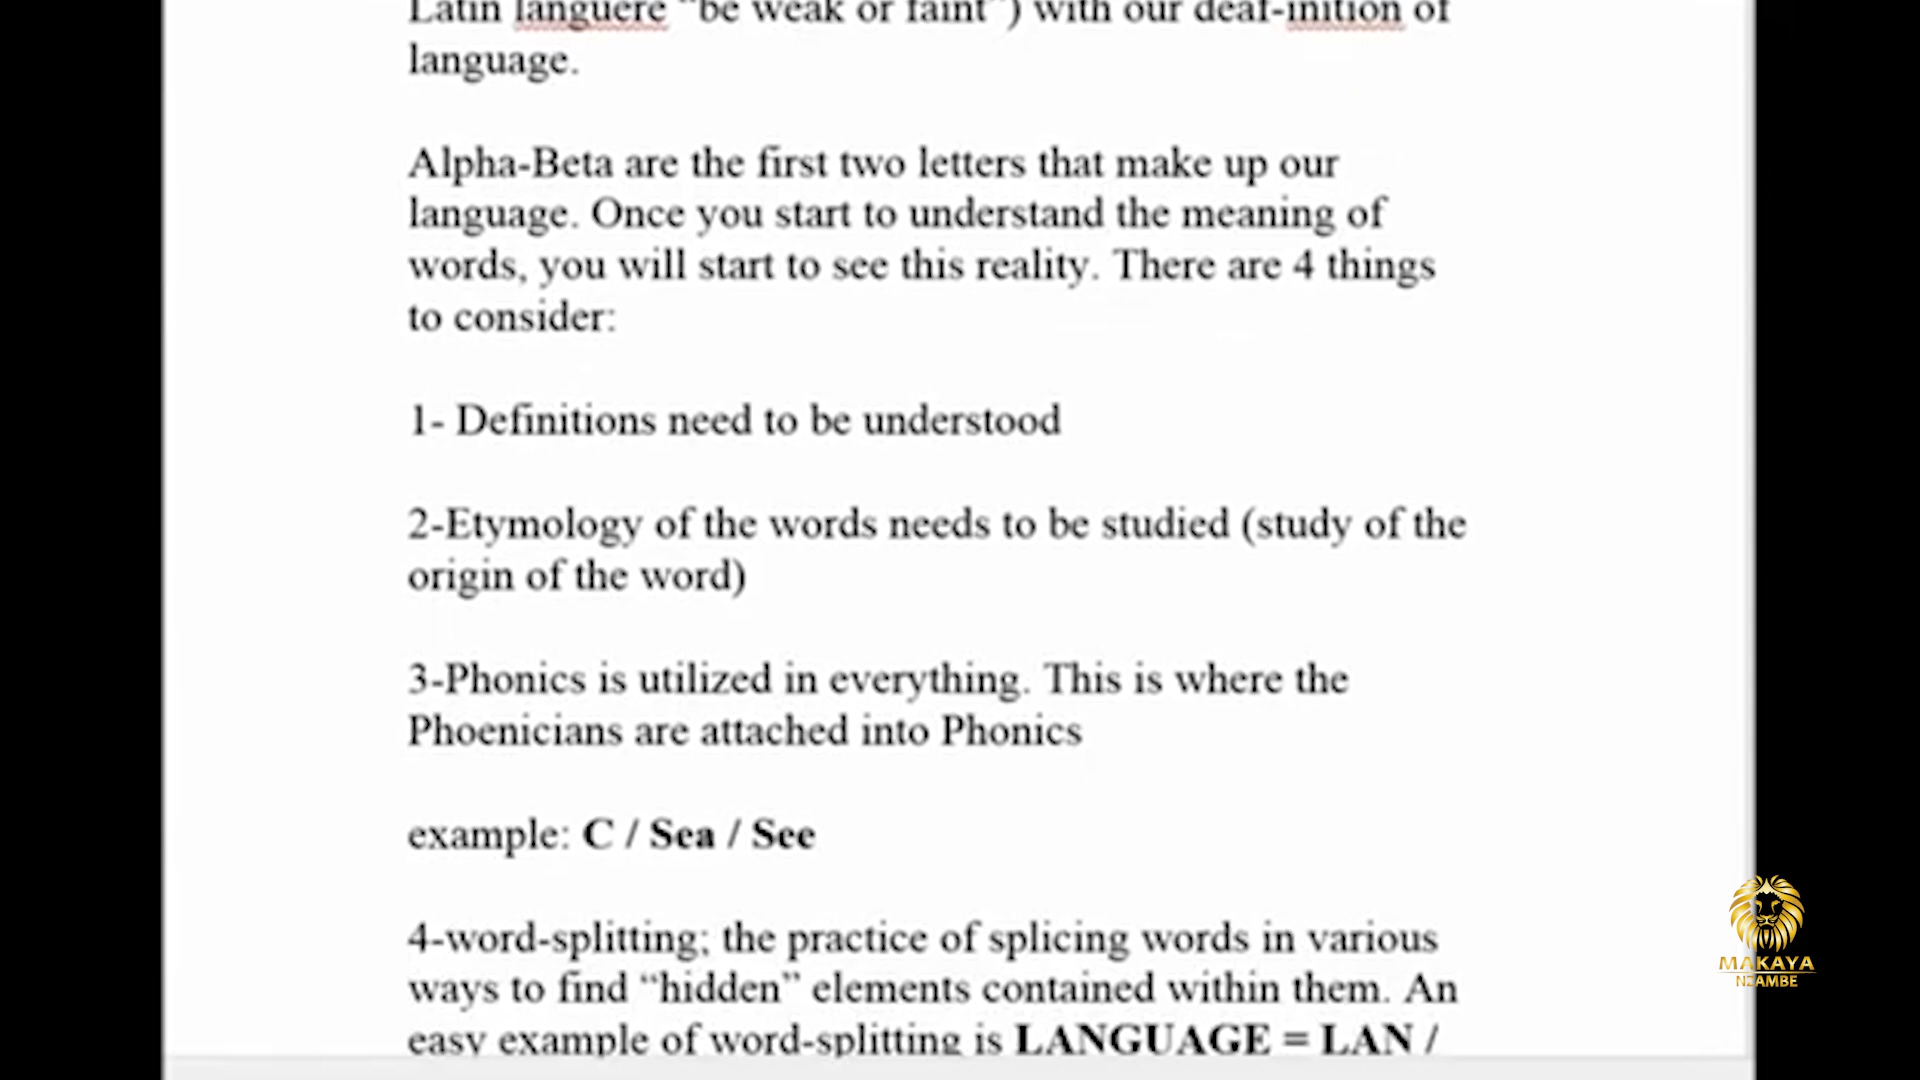 Latin languere “be weak or faint”) with our deaf-inition of
language.
Alpha-Beta are the first two letters that make up our
language. Once you start to understand the meaning of
words, you will start to see this reality. There are 4 things
to consider:
1- Definitions need to be understood
2-Etymology of the words needs to be studied (study of the
origin of the word)
3-Phonics is utilized in everything. This is where the
Phoenicians are attached into Phonics
example: C / Sea / See
4-word-splitting; the practice of splicing words in various
ways to find “hidden” elements contained within them. An
easy example of word-splitting is LANGUAGE = LAN /
MAKAYA
NZAMBE